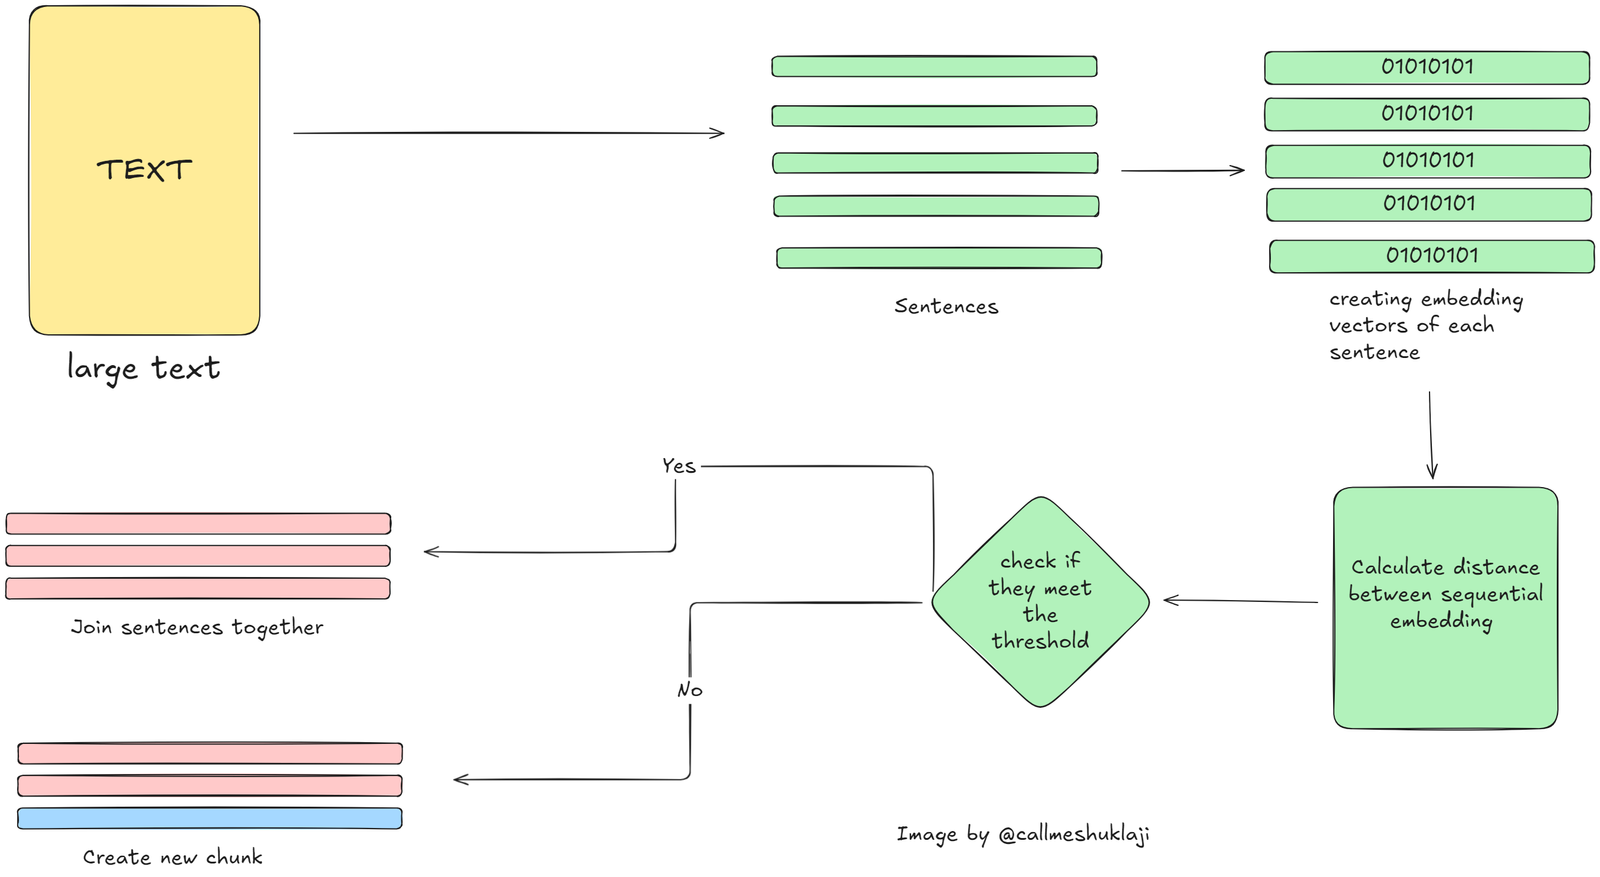 TEXT
large text
Sentences
01010101
01010101
01010101
01010101
01010101
creating embedding
vectors of each
sentence
Calculate distance
between sequential
embedding
check if
they meet
the
threshold
Yes
Join sentences together
No
Create new chunk
Image by @callmeshuklaji